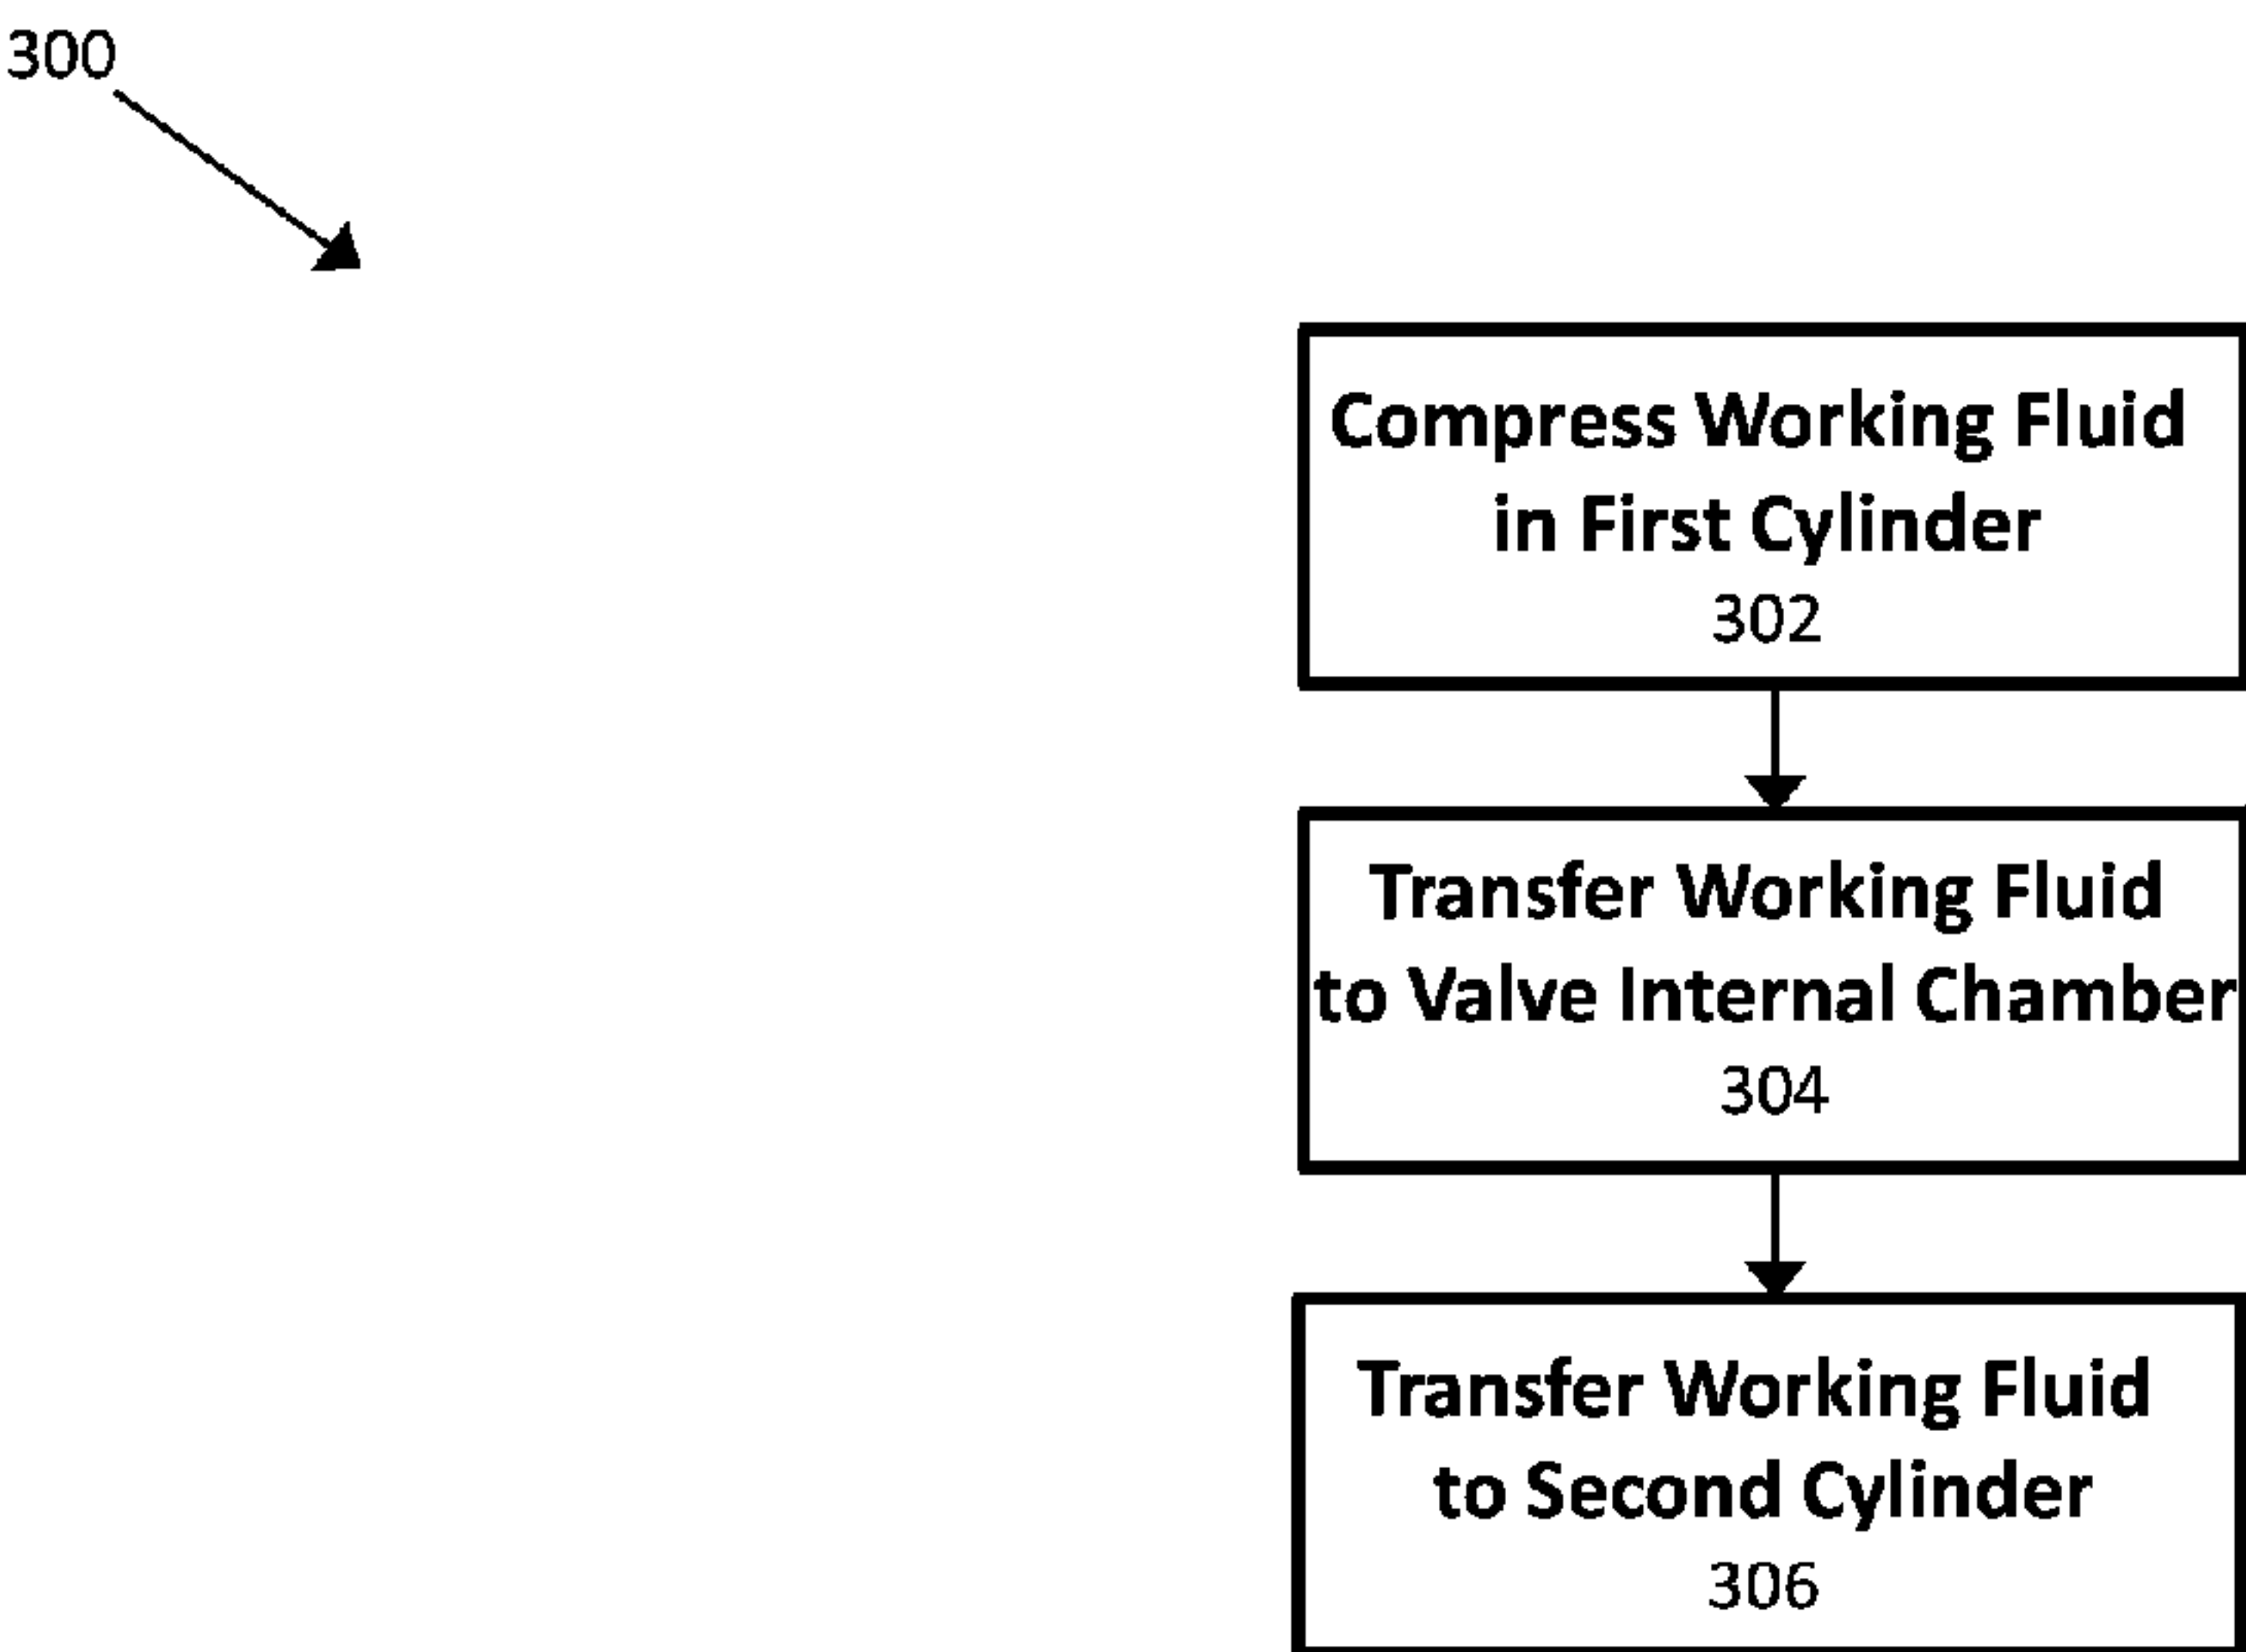 300
Compress Working Fluid
in First Cylinder
302
Transfer Working Fluid
to Valve Internal Chamber
304
Transfer Working Fluid
to Second Cylinder
306